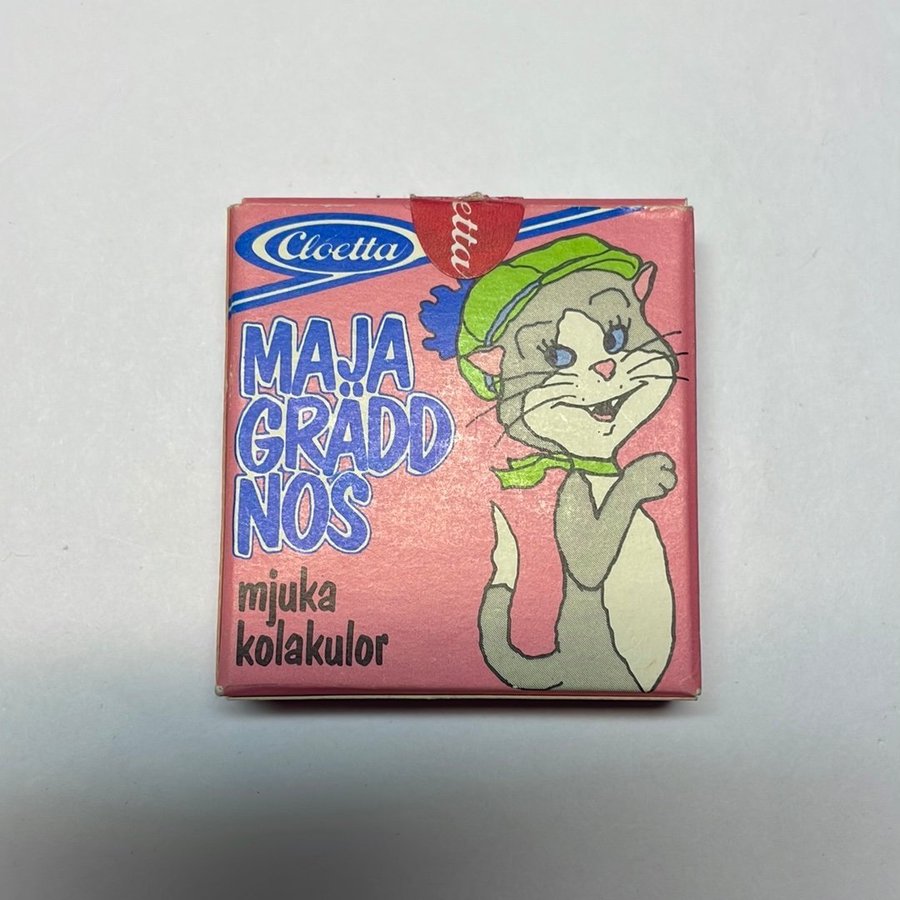 Cloetta
etta
MAJA
GRÄDD
NOS
mjuka
kolakulor